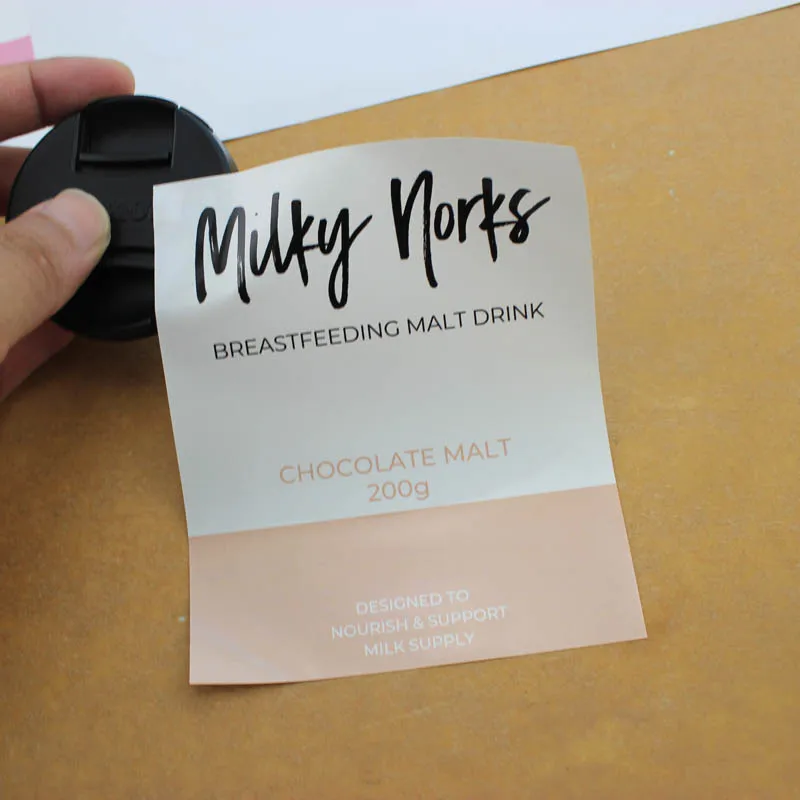 Milky Norks
BREASTFEEDING MALT DRINK
CHOCOLATE MALT
200g
DESIGNED TO
NOURISH & SUPPORT
MILK SUPPLY